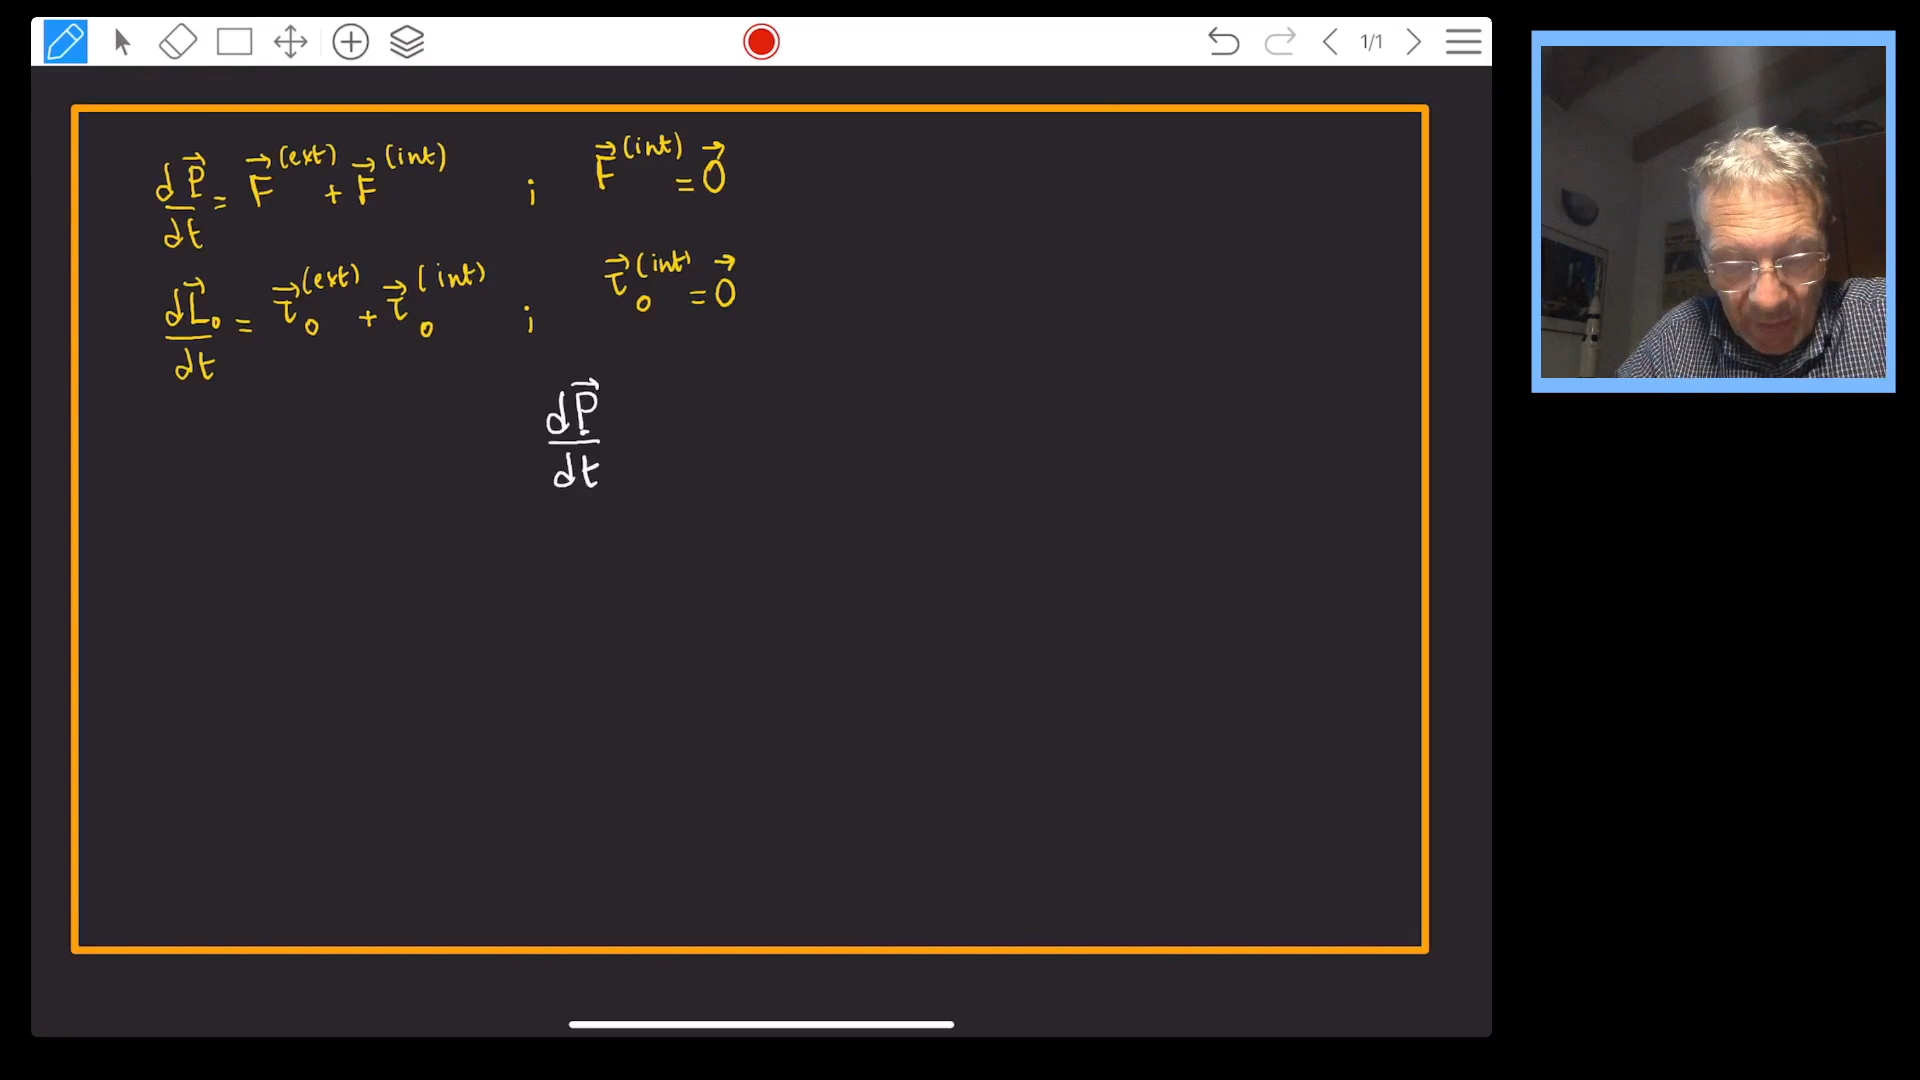 1/1
dP⃗/dt = F⃗^(ext) + F⃗^(int) ; F⃗^(int) = 0⃗
dL⃗₀/dt = τ⃗₀^(ext) + τ⃗₀^(int) ; τ⃗₀^(int) = 0⃗
dP⃗/dt